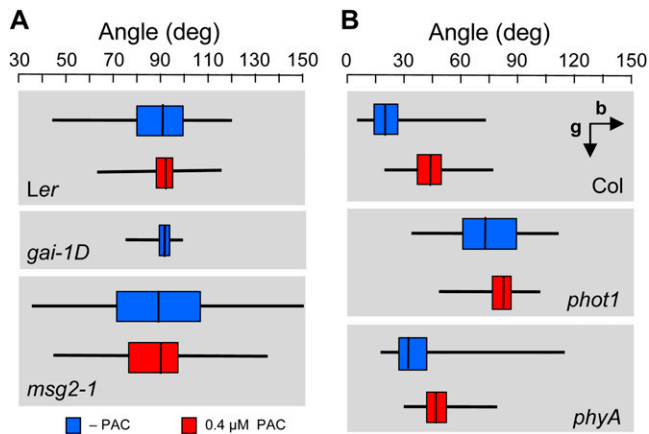 A
B
Angle (deg)
Angle (deg)
30 50 70 90 110 130 150
0 30 60 90 120 150
Ler
gai-1D
msg2-1
b
g
Col
phot1
phyA
– PAC
0.4 µM PAC